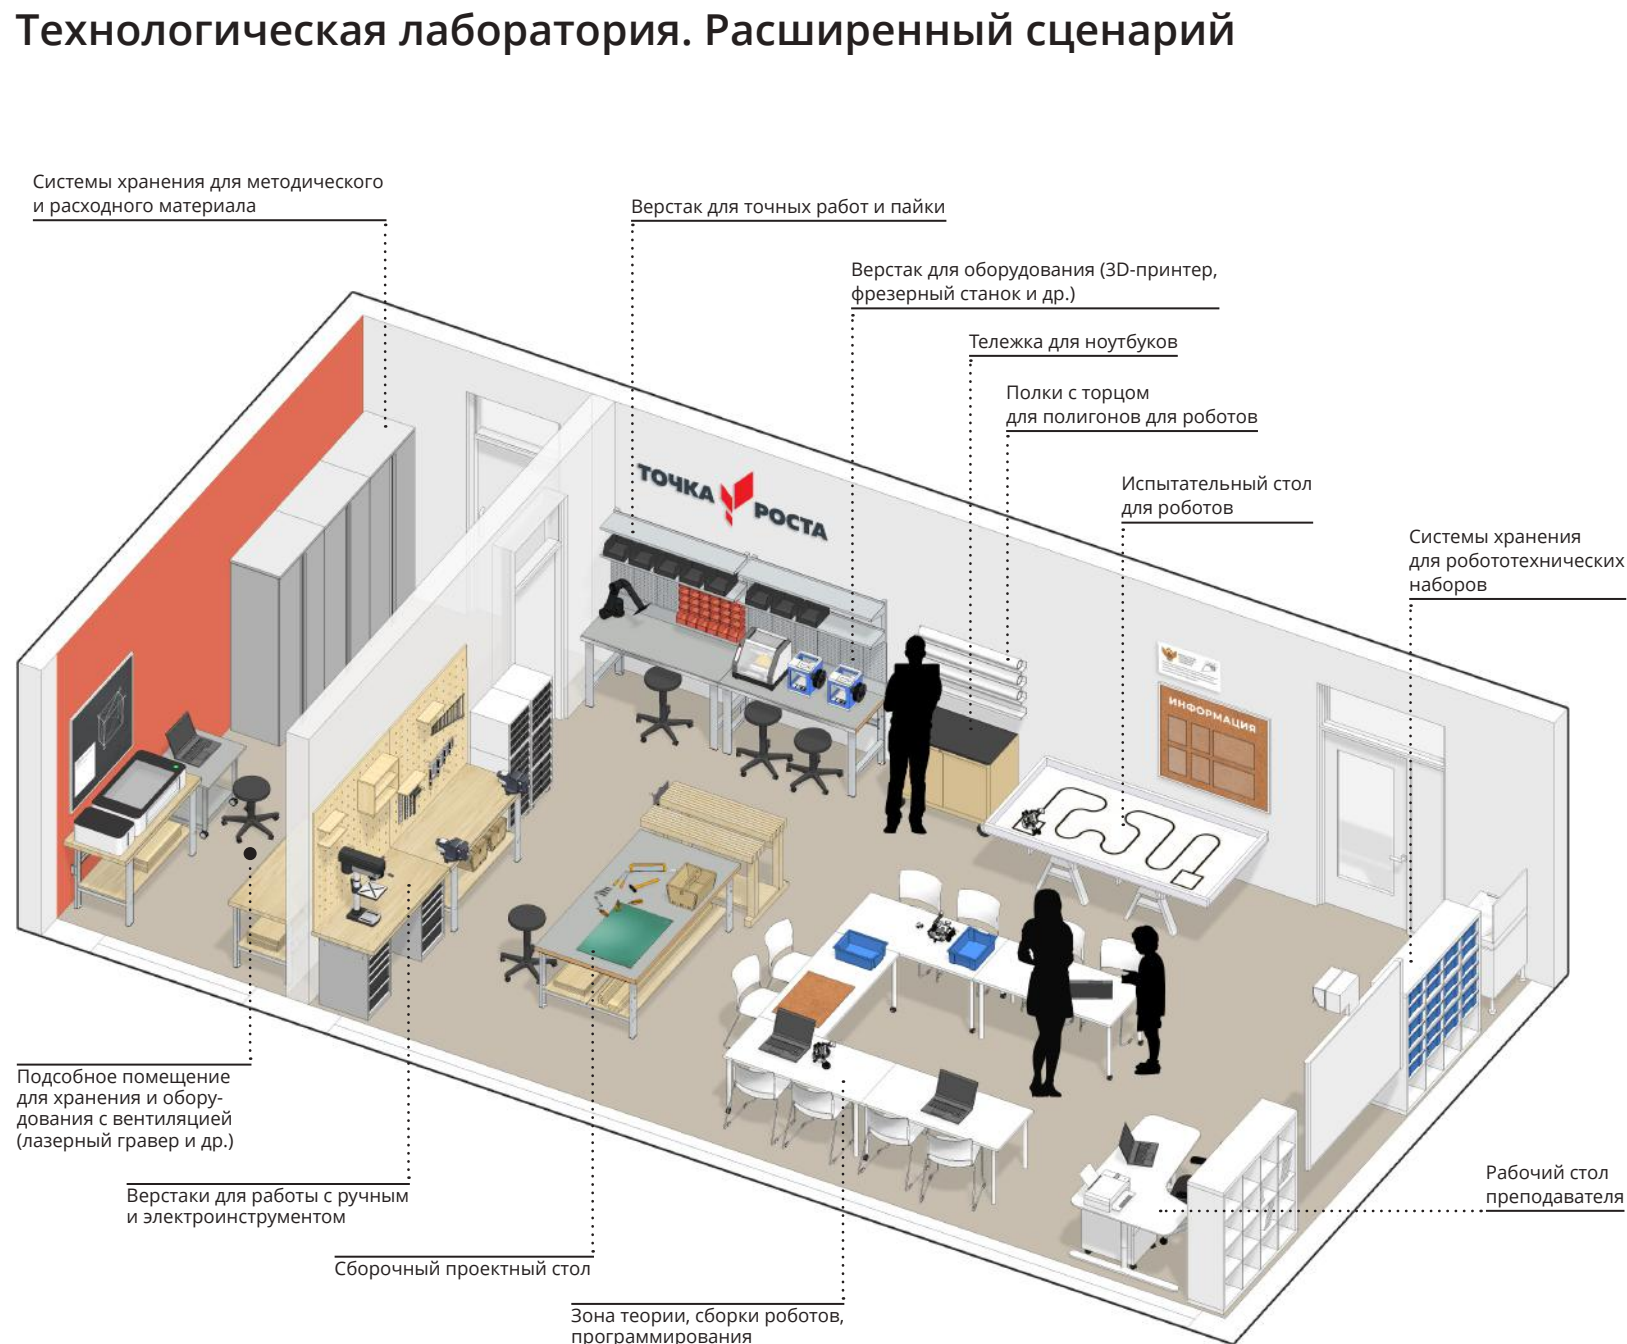 Технологическая лаборатория. Расширенный сценарий
Системы хранения для методического
и расходного материала
Верстак для точных работ и пайки
Верстак для оборудования (3D-принтер,
фрезерный станок и др.)
Тележка для ноутбуков
Полки с торцом
для полигонов для роботов
Испытательный стол
для роботов
Системы хранения
для робототехнических
наборов
ТОЧКА
РОСТА
ИНФОРМАЦИЯ
Подсобное помещение
для хранения и обору-
дования с вентиляцией
(лазерный гравер и др.)
Верстаки для работы с ручным
и электроинструментом
Сборочный проектный стол
Зона теории, сборки роботов,
программирования
Рабочий стол
преподавателя